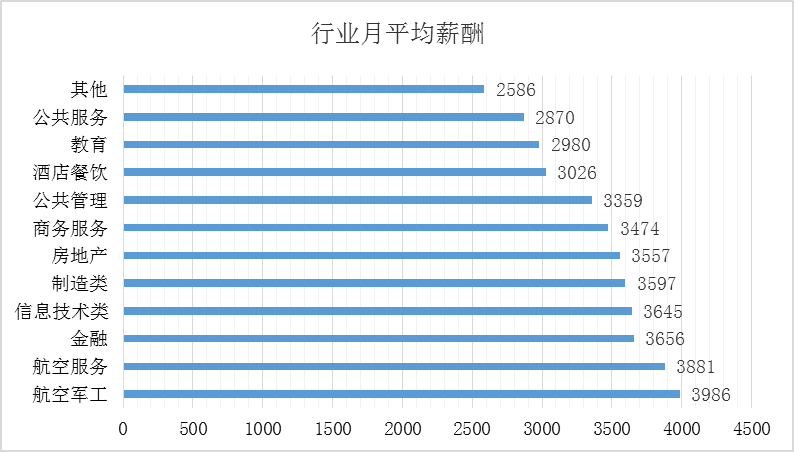 行业月平均薪酬
其他 2586
公共服务 2870
教育 2980
酒店餐饮 3026
公共管理 3359
商务服务 3474
房地产 3557
制造类 3597
信息技术类 3645
金融 3656
航空服务 3881
航空军工 3986
0 500 1000 1500 2000 2500 3000 3500 4000 4500